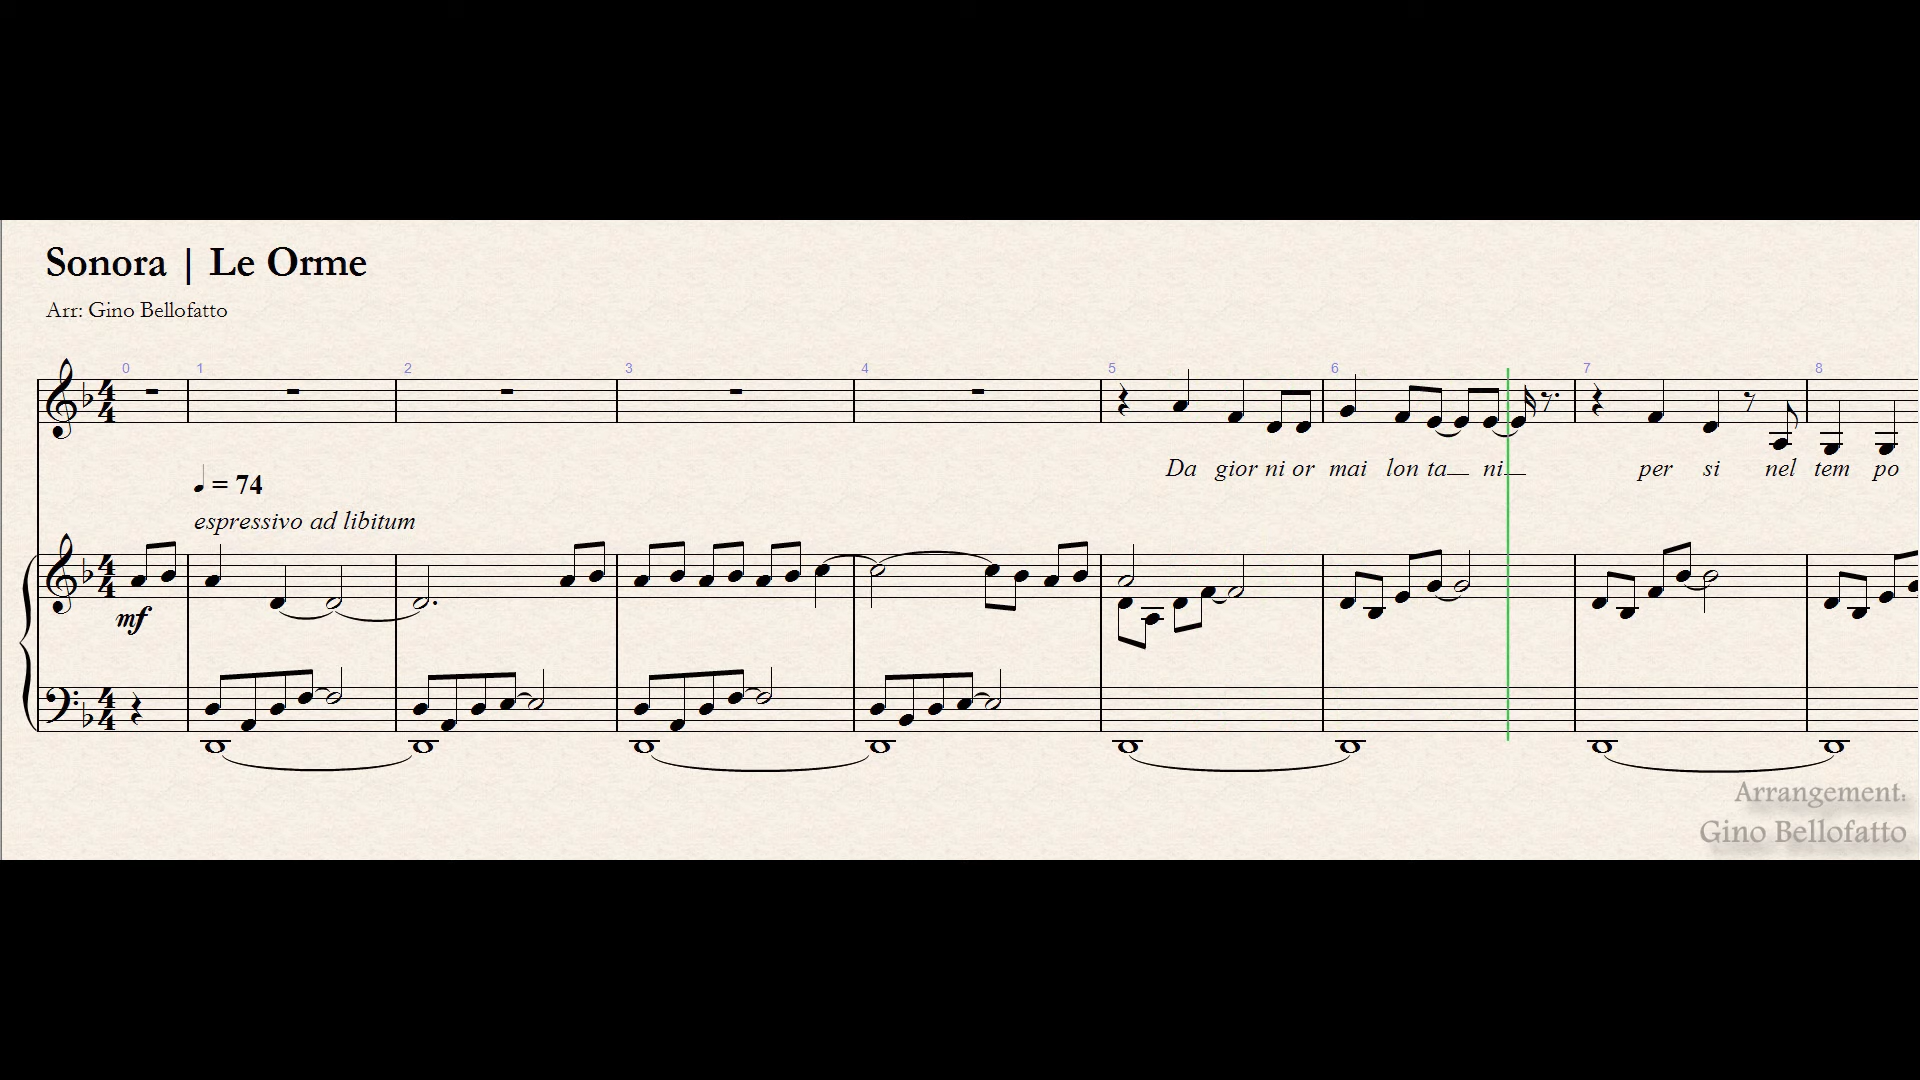 Sonora | Le Orme
Arr: Gino Bellofatto
0 1 2 3 4 5 6 7 8
Da gior ni or mai lon ta ni per si nel tem po
= 74
espressivo ad libitum
mf
Arrangement:
Gino Bellofatto